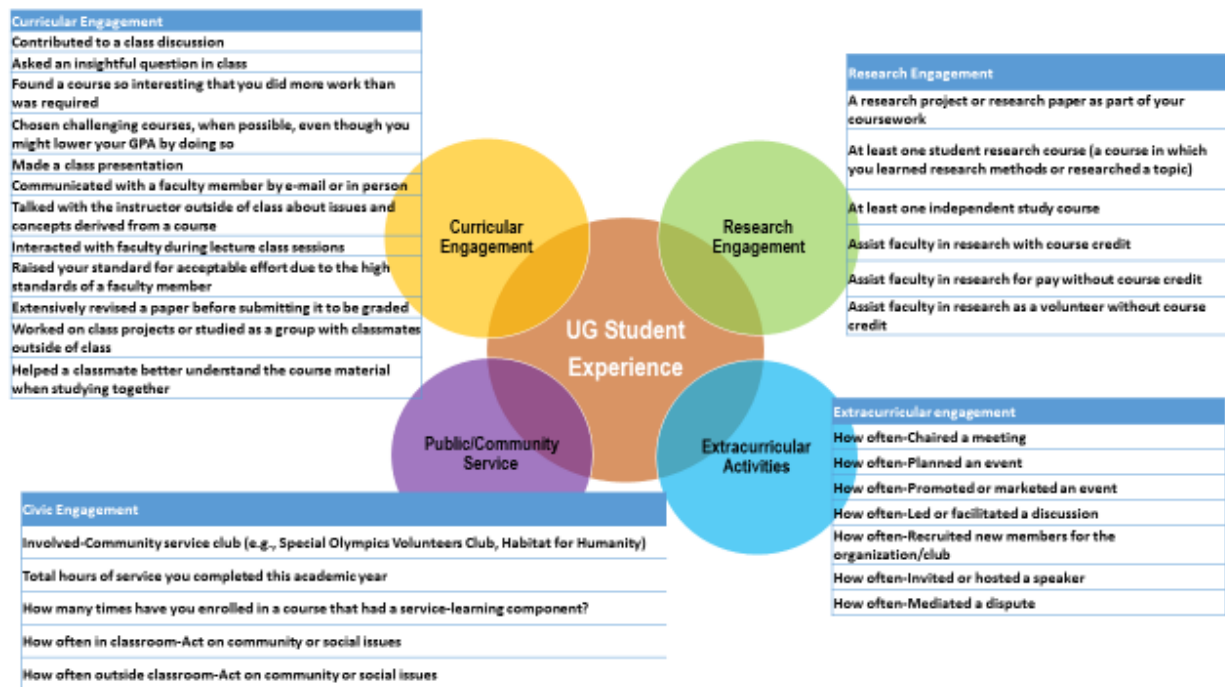 Curricular Engagement
Contributed to a class discussion
Asked an insightful question in class
Found a course so interesting that you did more work than
was required
Chosen challenging courses, when possible, even though you
might lower your GPA by doing so
Made a class presentation
Communicated with a faculty member by e-mail or in person
Talked with the instructor outside of class about issues and
concepts derived from a course
Interacted with faculty during lecture class sessions
Raised your standard for acceptable effort due to the high
standards of a faculty member
Extensively revised a paper before submitting it to be graded
Worked on class projects or studied as a group with classmates
outside of class
Helped a classmate better understand the course material
when studying together
Research Engagement
A research project or research paper as part of your
coursework
At least one student research course (a course in which
you learned research methods or researched a topic)
At least one independent study course
Assist faculty in research with course credit
Assist faculty in research for pay without course credit
Assist faculty in research as a volunteer without course
credit
Curricular
Engagement
Research
Engagement
UG Student
Experience
Public/Community
Service
Extracurricular
Activities
Extracurricular engagement
How often-Chaired a meeting
How often-Planned an event
How often-Promoted or marketed an event
How often-Led or facilitated a discussion
How often-Recruited new members for the
organization/club
How often-Invited or hosted a speaker
How often-Mediated a dispute
Civic Engagement
Involved-Community service club (e.g., Special Olympics Volunteers Club, Habitat for Humanity)
Total hours of service you completed this academic year
How many times have you enrolled in a course that had a service-learning component?
How often in classroom-Act on community or social issues
How often outside classroom-Act on community or social issues